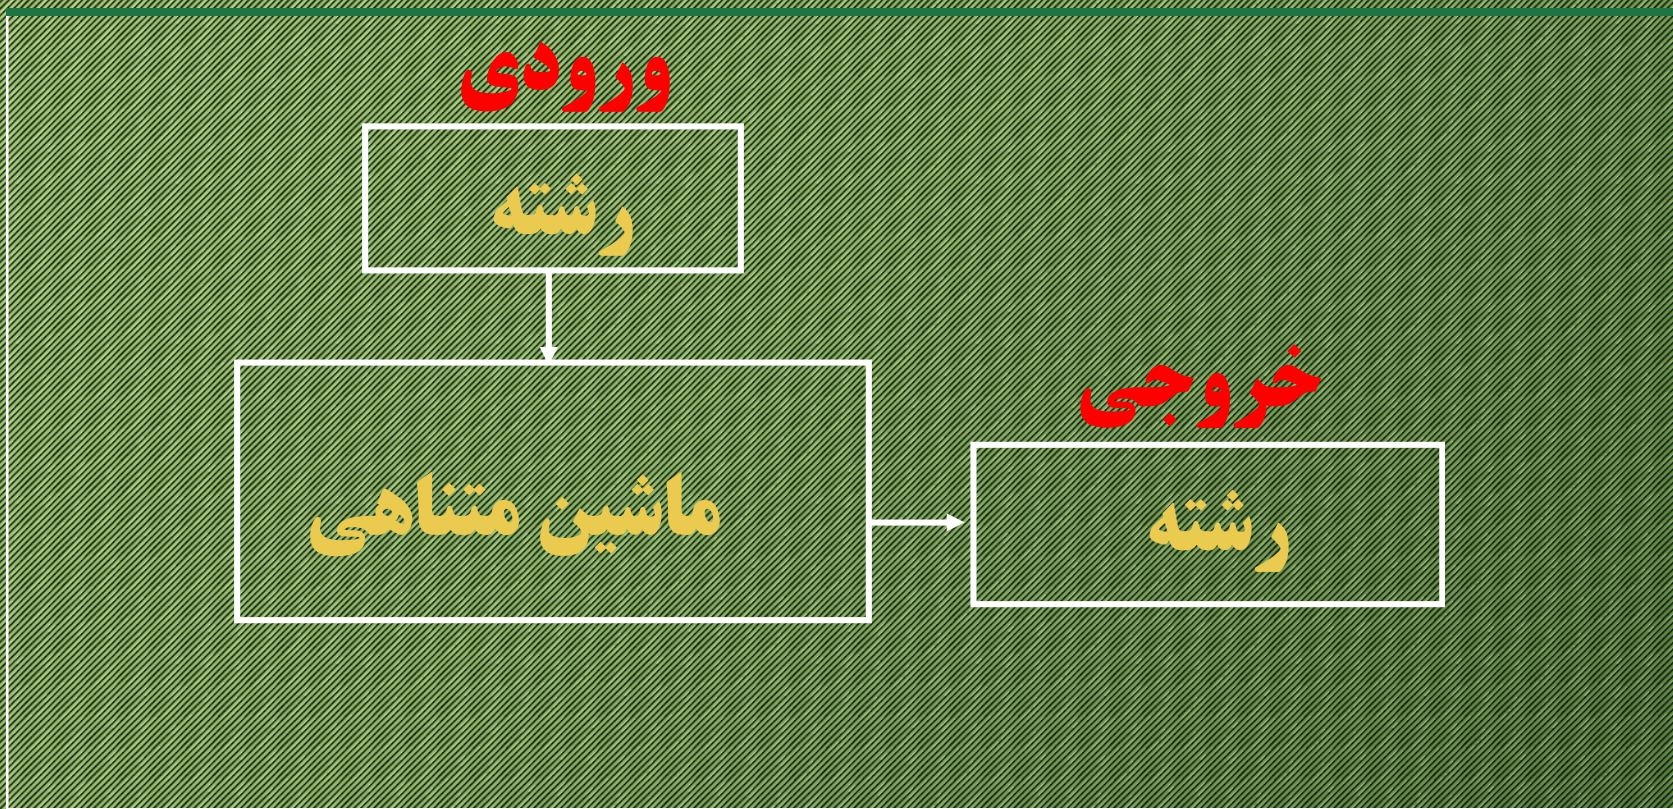 ورودی
رشته
خروجی
ماشین متناهی
رشته